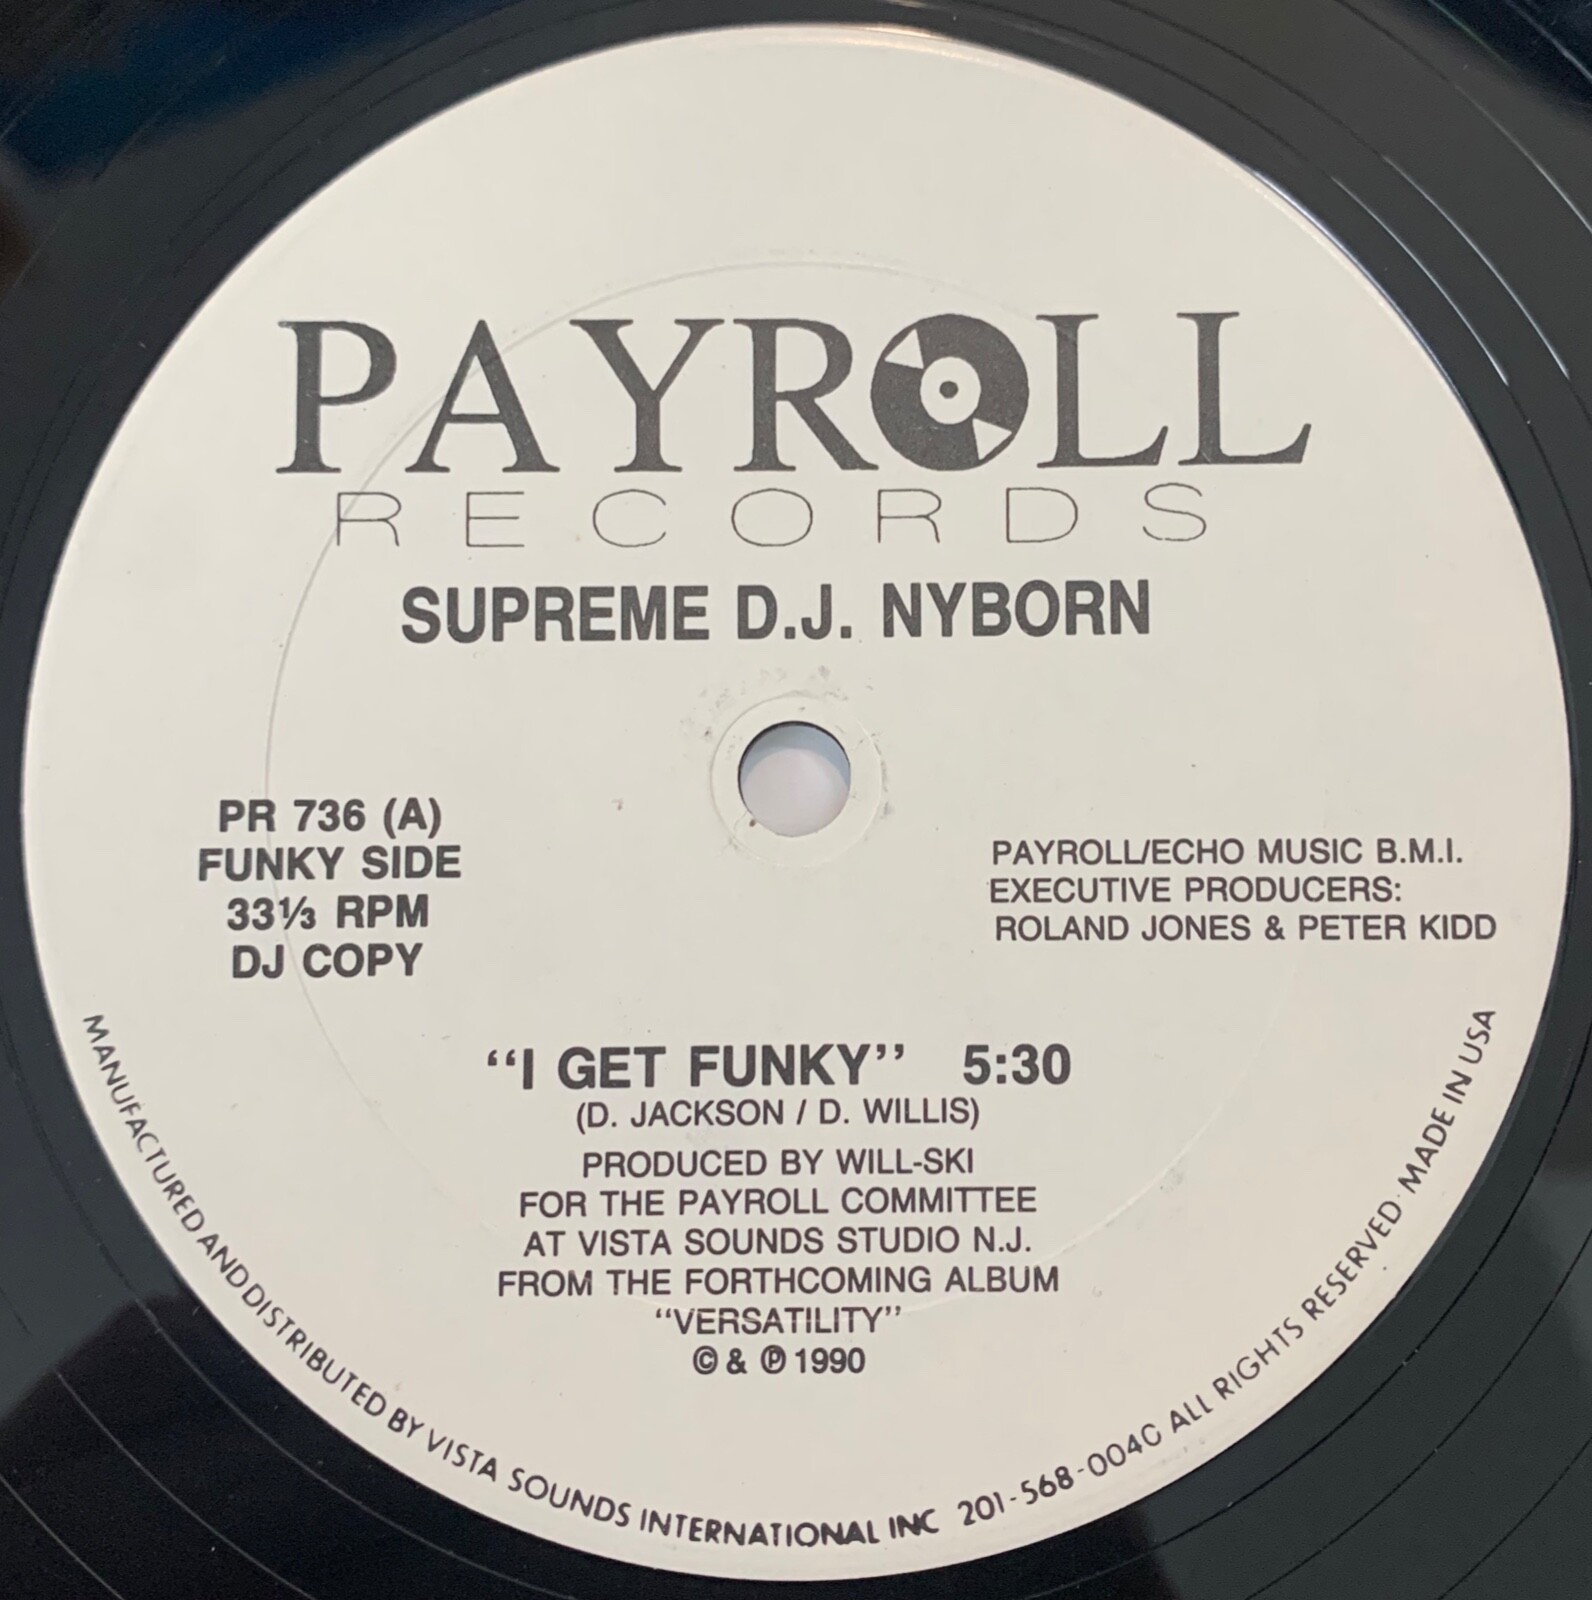 PAYROLL
RECORDS
SUPREME D.J. NYBORN
PR 736 (A)
FUNKY SIDE
33⅓ RPM
DJ COPY
PAYROLL/ECHO MUSIC B.M.I.
EXECUTIVE PRODUCERS:
ROLAND JONES & PETER KIDD
"I GET FUNKY" 5:30
(D. JACKSON / D. WILLIS)
PRODUCED BY WILL-SKI
FOR THE PAYROLL COMMITTEE
AT VISTA SOUNDS STUDIO N.J.
FROM THE FORTHCOMING ALBUM
"VERSATILITY"
© & ℗ 1990
MANUFACTURED AND DISTRIBUTED BY VISTA SOUNDS INTERNATIONAL INC 201-568-0040 ALL RIGHTS RESERVED · MADE IN USA